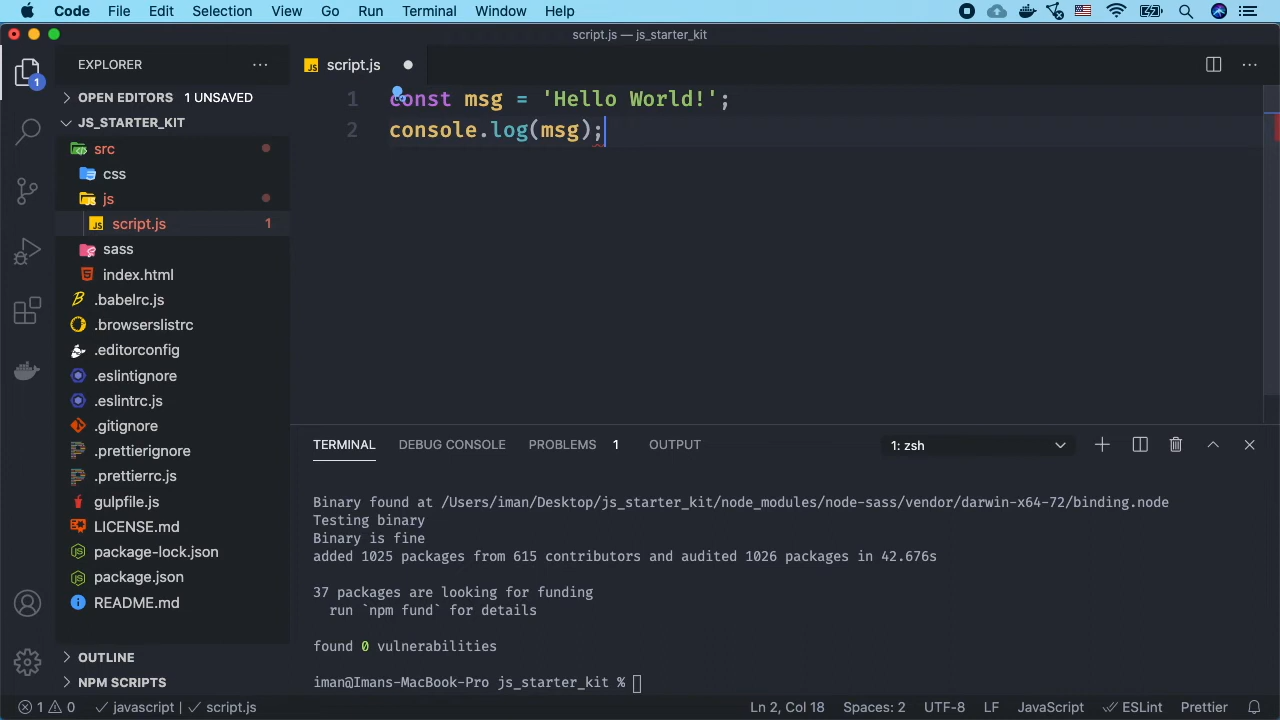 Code File Edit Selection View Go Run Terminal Window Help
script.js — js_starter_kit
EXPLORER
script.js
OPEN EDITORS 1 UNSAVED
JS_STARTER_KIT
src
css
js
script.js 1
sass
index.html
.babelrc.js
.browserslistrc
.editorconfig
.eslintignore
.eslintrc.js
.gitignore
.prettierignore
.prettierrc.js
gulpfile.js
LICENSE.md
package-lock.json
package.json
README.md
OUTLINE
NPM SCRIPTS
1 const msg = 'Hello World!';
2 console.log(msg);
TERMINAL DEBUG CONSOLE PROBLEMS 1 OUTPUT 1: zsh
Binary found at /Users/iman/Desktop/js_starter_kit/node_modules/node-sass/vendor/darwin-x64-72/binding.node
Testing binary
Binary is fine
added 1025 packages from 615 contributors and audited 1026 packages in 42.676s
37 packages are looking for funding
run `npm fund` for details
found 0 vulnerabilities
iman@Imans-MacBook-Pro js_starter_kit %
1 0 javascript | script.js Ln 2, Col 18 Spaces: 2 UTF-8 LF JavaScript ESLint Prettier